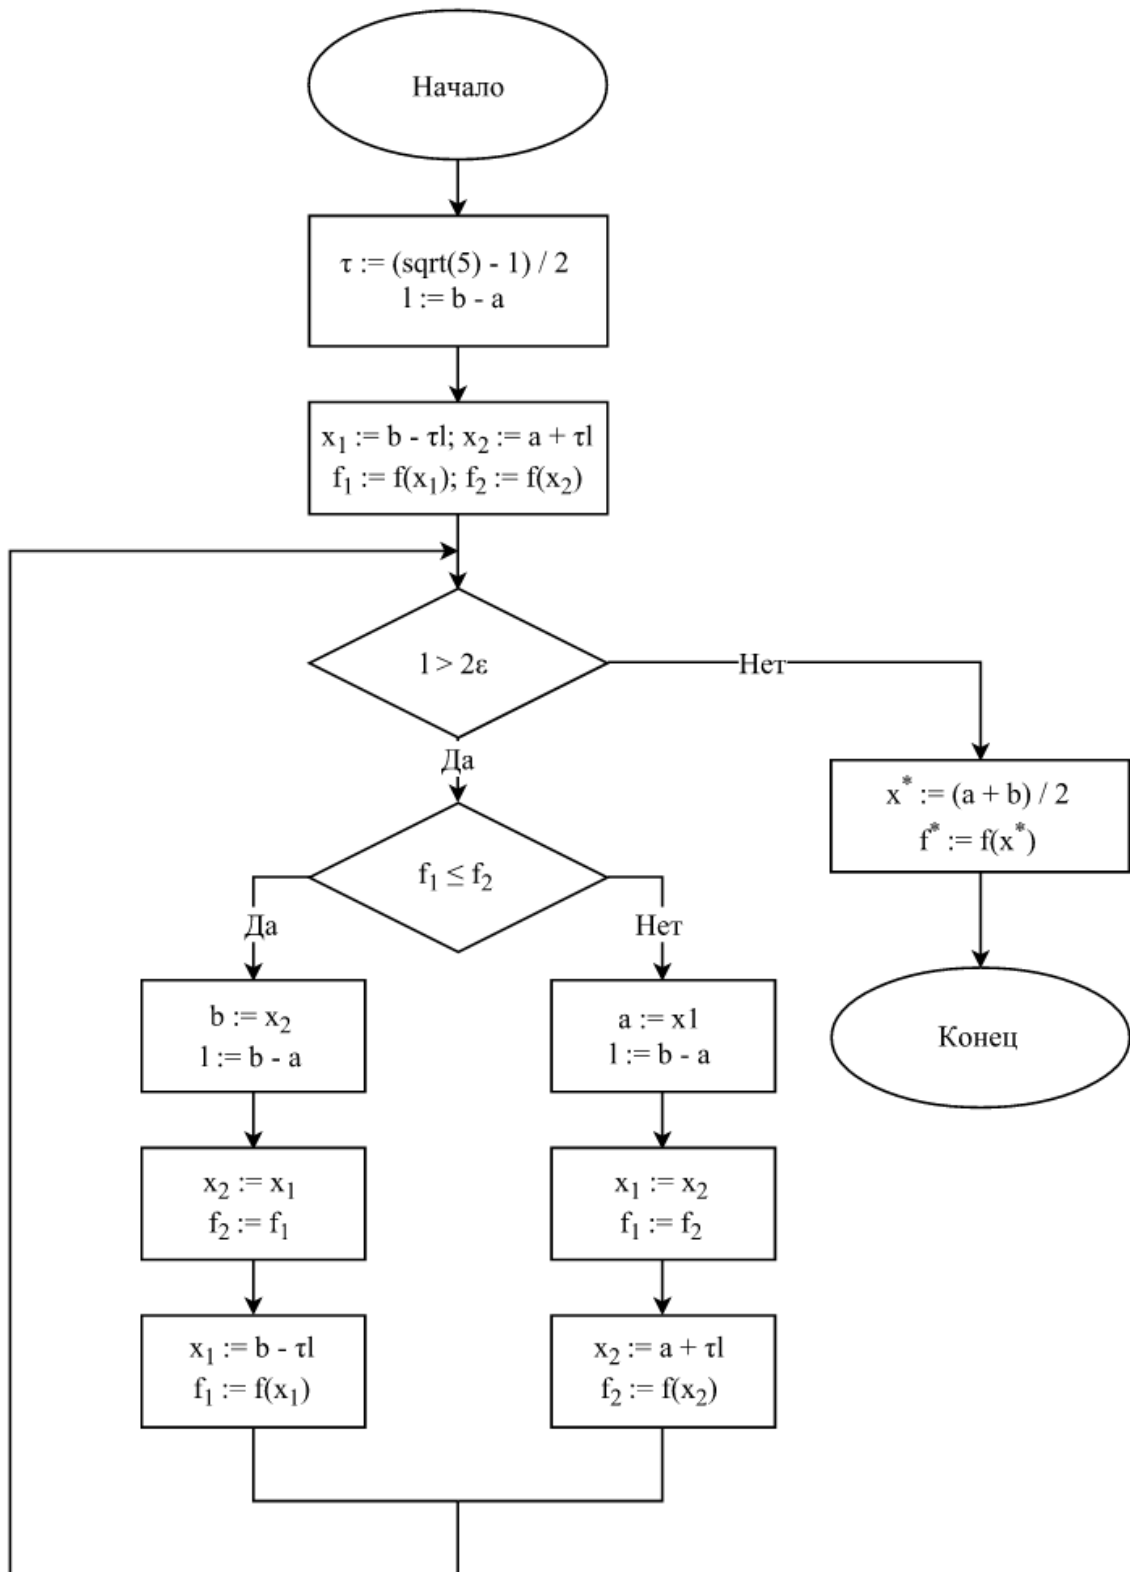 Начало
τ := (sqrt(5) - 1) / 2
l := b - a
x₁ := b - τl; x₂ := a + τl
f₁ := f(x₁); f₂ := f(x₂)
l > 2ε
Нет
Да
x* := (a + b) / 2
f* := f(x*)
f₁ ≤ f₂
Да
Нет
b := x₂
l := b - a
a := x1
l := b - a
Конец
x₂ := x₁
f₂ := f₁
x₁ := x₂
f₁ := f₂
x₁ := b - τl
f₁ := f(x₁)
x₂ := a + τl
f₂ := f(x₂)